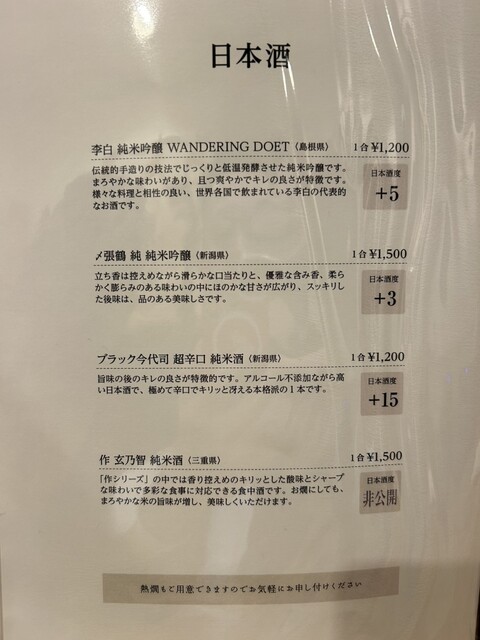 日本酒
李白 純米吟醸 WANDERING DOET（島根県） 1合 ¥1,200
伝統的手造りの技法でじっくりと低温発酵させた純米吟醸です。
まろやかな味わいがあり、且つ爽やかでキレの良さが特徴です。
様々な料理と相性の良い、世界各国で飲まれている李白の代表的
なお酒です。
日本酒度
+5
〆張鶴 純 純米吟醸（新潟県） 1合 ¥1,500
立ち香は控えめながら滑らかな口当たりと、優雅な含み香、柔ら
かく膨らみのある味わいの中にほのかな甘さが広がり、スッキリし
た後味は、品のある美味しさです。
日本酒度
+3
ブラック今代司 超辛口 純米酒（新潟県） 1合 ¥1,200
旨味の後のキレの良さが特徴的です。アルコール不添加ながら高
い日本酒で、極めて辛口でキリッと冴える本格派の1本です。
日本酒度
+15
作 玄乃智 純米酒（三重県） 1合 ¥1,500
「作シリーズ」の中では香り控えめのキリッとした酸味とシャープ
な味わいで多彩な食事に対応できる食中酒です。お燗にしても、
まろやかな米の旨味が増し、美味しくいただけます。
日本酒度
非公開
熱燗もご用意できますのでお気軽にお申し付けください